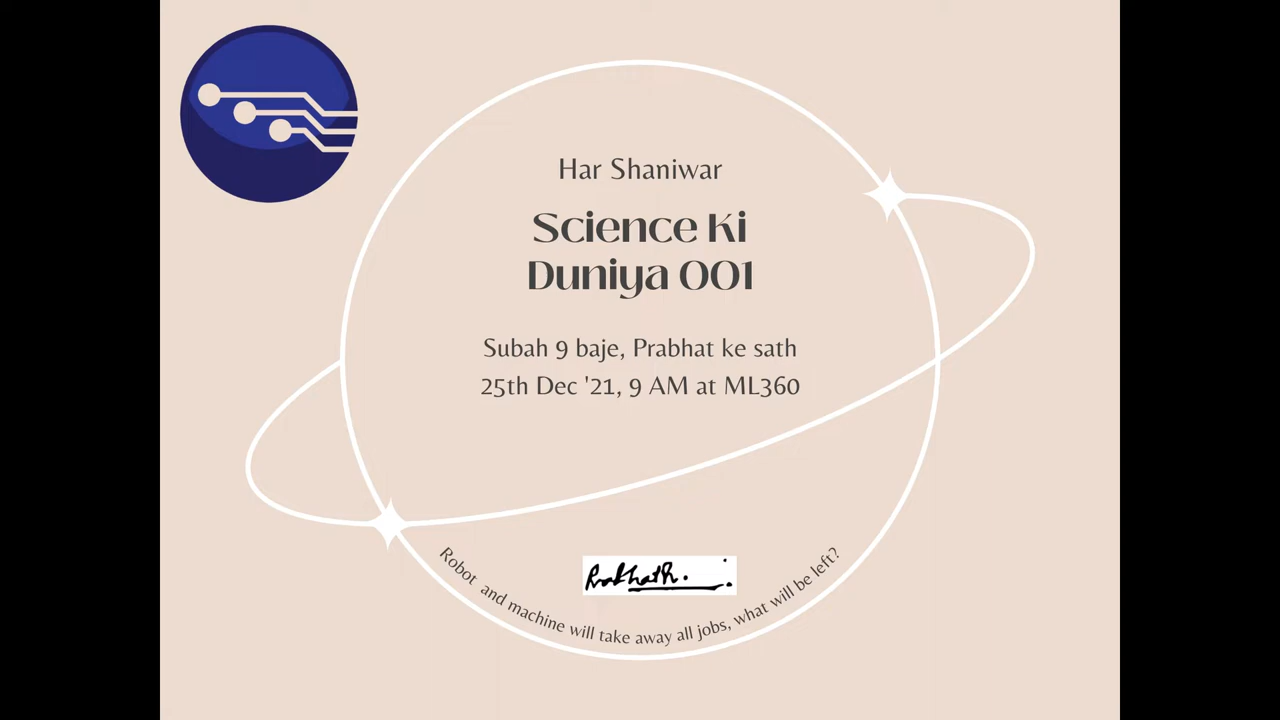 Har Shaniwar
Science Ki
Duniya 001
Subah 9 baje, Prabhat ke sath
25th Dec '21, 9 AM at ML360
Prabhath.
Robot and machine will take away all jobs, what will be left?